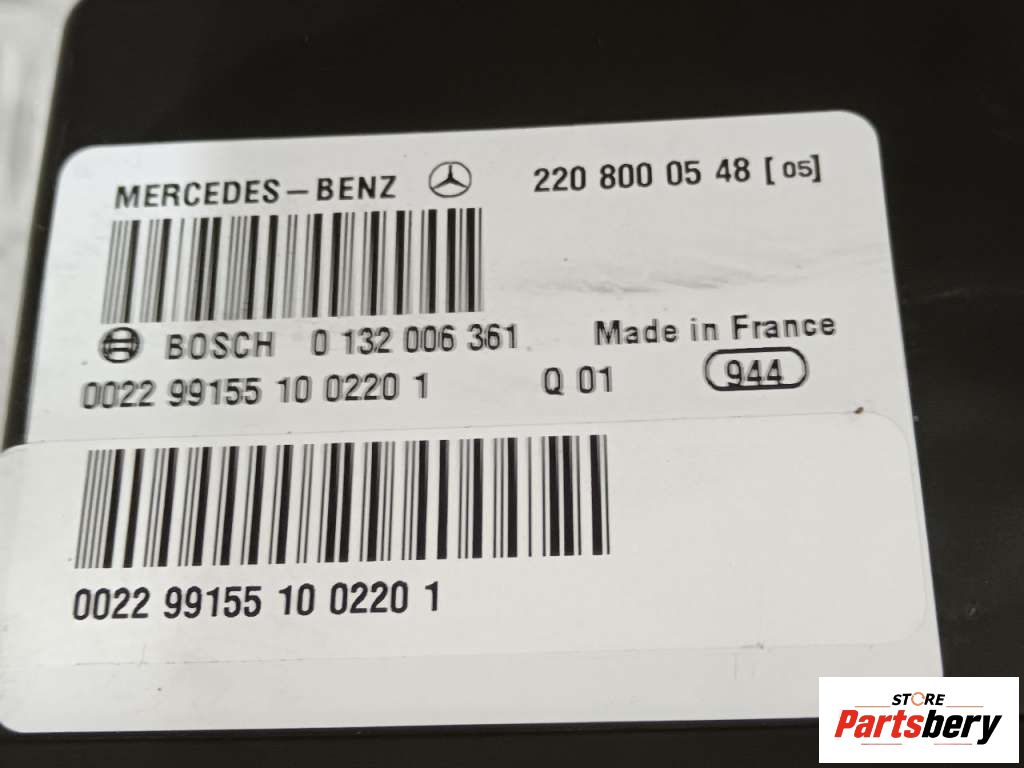 MERCEDES-BENZ 220 800 05 48 [05]
BOSCH 0 132 006 361 Made in France
0022 99155 10 0220 1 Q 01 944
0022 99155 10 0220 1
STORE
Partsbery